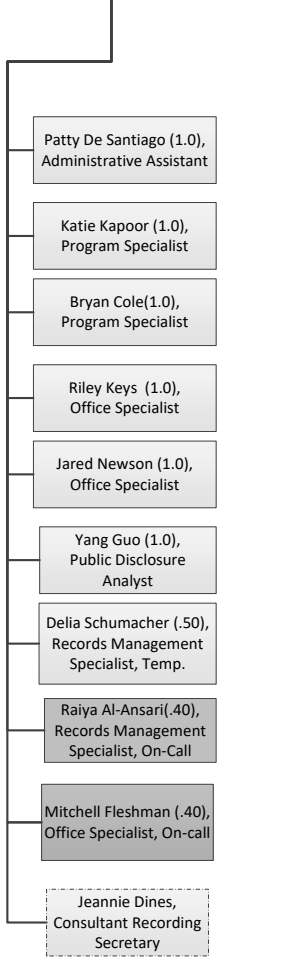 Patty De Santiago (1.0),
Administrative Assistant
Katie Kapoor (1.0),
Program Specialist
Bryan Cole(1.0),
Program Specialist
Riley Keys (1.0),
Office Specialist
Jared Newson (1.0),
Office Specialist
Yang Guo (1.0),
Public Disclosure
Analyst
Delia Schumacher (.50),
Records Management
Specialist, Temp.
Raiya Al-Ansari(.40),
Records Management
Specialist, On-Call
Mitchell Fleshman (.40),
Office Specialist, On-call
Jeannie Dines,
Consultant Recording
Secretary